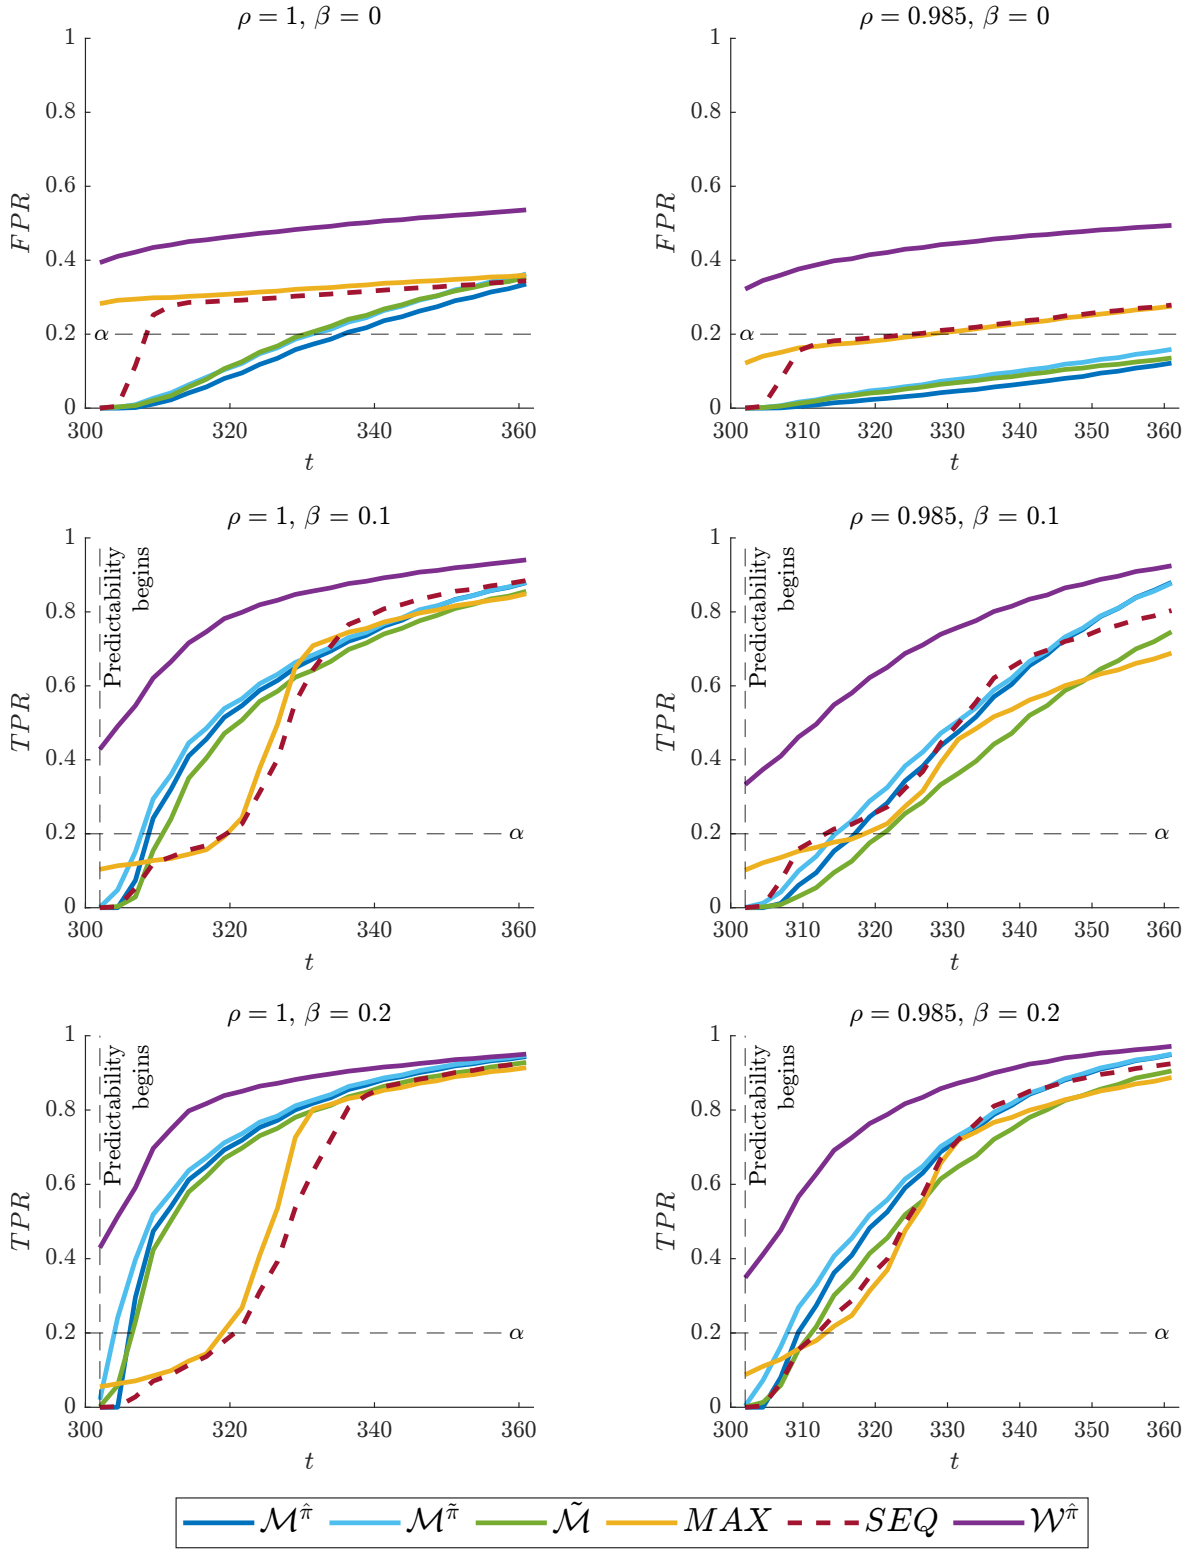 ρ = 1, β = 0
1
0.8
0.6
0.4
0.2
0
FPR
α
300 320 340 360
t
ρ = 0.985, β = 0
1
0.8
0.6
0.4
0.2
0
FPR
α
300 310 320 330 340 350 360
t
ρ = 1, β = 0.1
1
0.8
0.6
0.4
0.2
0
TPR
Predictability
begins
α
300 320 340 360
t
ρ = 0.985, β = 0.1
1
0.8
0.6
0.4
0.2
0
TPR
Predictability
begins
α
300 310 320 330 340 350 360
t
ρ = 1, β = 0.2
1
0.8
0.6
0.4
0.2
0
TPR
Predictability
begins
α
300 320 340 360
t
ρ = 0.985, β = 0.2
1
0.8
0.6
0.4
0.2
0
TPR
Predictability
begins
α
300 310 320 330 340 350 360
t
ℳ^π̂ ℳ^π̃ ℳ̃ MAX SEQ 𝒲^π̂